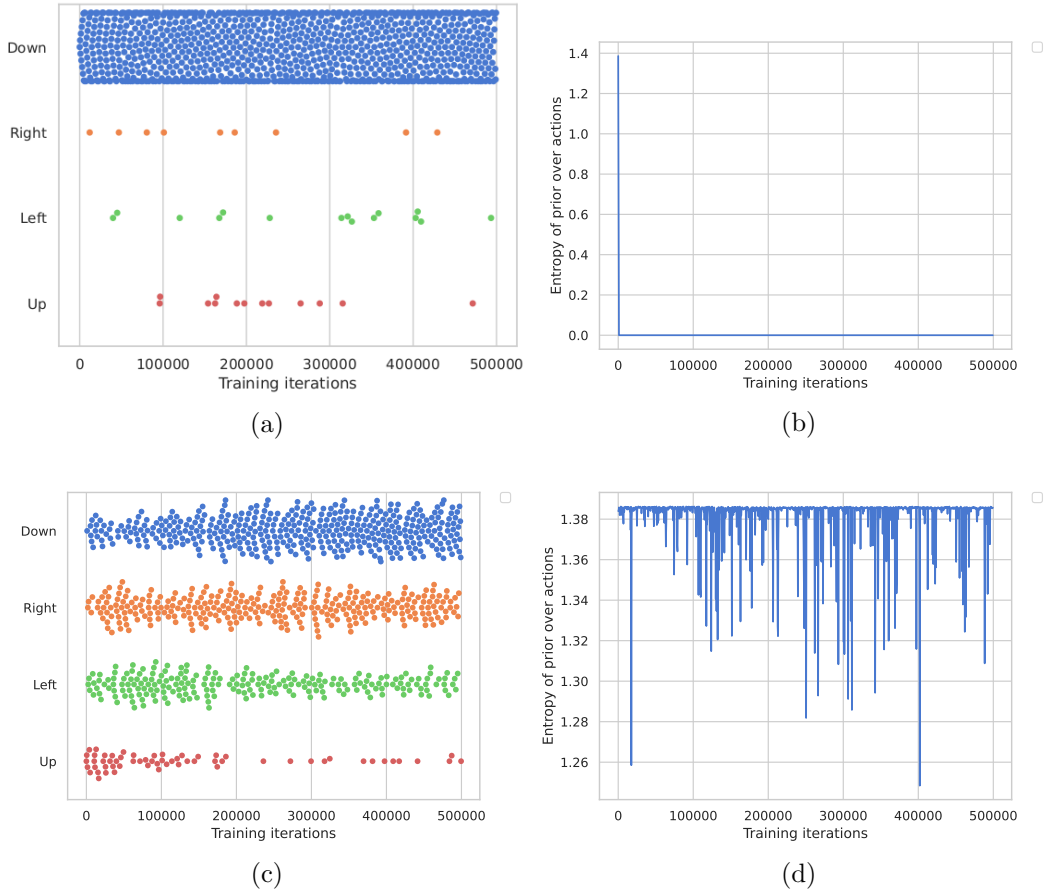 Down
Right
Left
Up
0 100000 200000 300000 400000 500000
Training iterations
(a)
Entropy of prior over actions
1.4
1.2
1.0
0.8
0.6
0.4
0.2
0.0
0 100000 200000 300000 400000 500000
Training iterations
(b)
Down
Right
Left
Up
0 100000 200000 300000 400000 500000
Training iterations
(c)
Entropy of prior over actions
1.38
1.36
1.34
1.32
1.30
1.28
1.26
0 100000 200000 300000 400000 500000
Training iterations
(d)